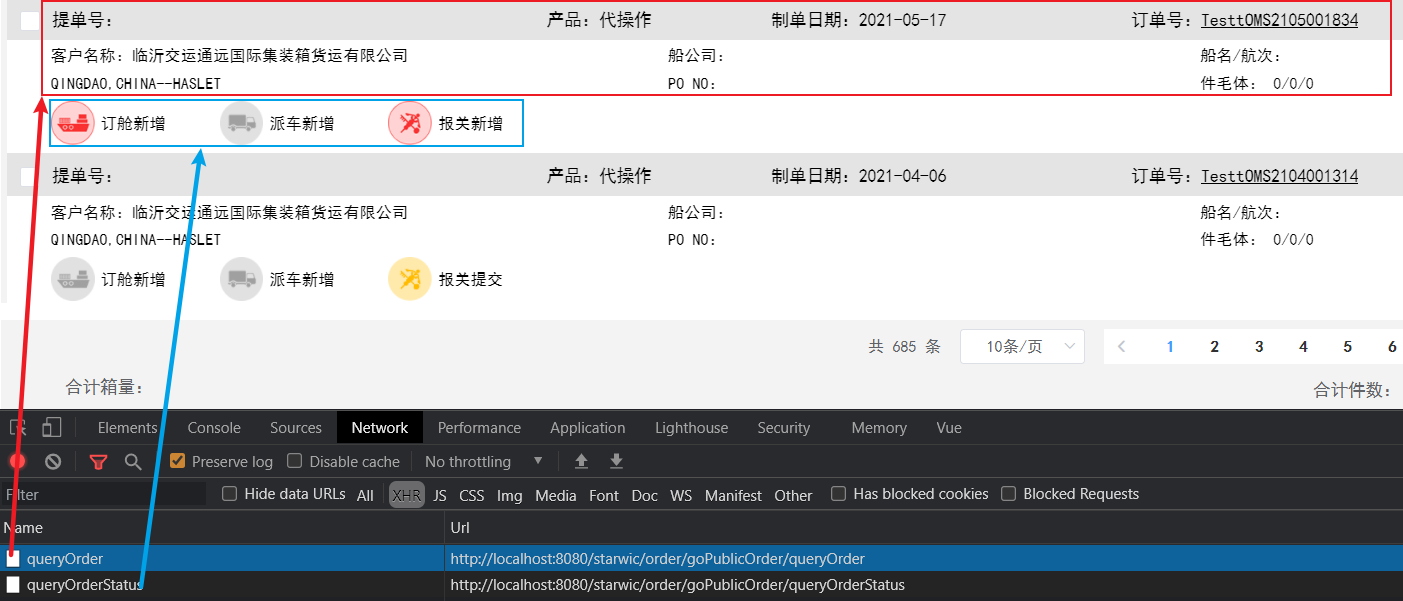 提单号: 产品: 代操作 制单日期: 2021-05-17 订单号: TesttOMS2105001834
客户名称: 临沂交运通远国际集装箱货运有限公司 船公司: 船名/航次:
QINGDAO,CHINA--HASLET PO NO: 件毛体: 0/0/0
订舱新增 派车新增 报关新增
提单号: 产品: 代操作 制单日期: 2021-04-06 订单号: TesttOMS2104001314
客户名称: 临沂交运通远国际集装箱货运有限公司 船公司: 船名/航次:
QINGDAO,CHINA--HASLET PO NO: 件毛体: 0/0/0
订舱新增 派车新增 报关提交
共 685 条 10条/页 1 2 3 4 5 6
合计箱量: 合计件数:
Elements Console Sources Network Performance Application Lighthouse Security Memory Vue
Preserve log Disable cache No throttling
Filter Hide data URLs All XHR JS CSS Img Media Font Doc WS Manifest Other Has blocked cookies Blocked Requests
Name Url
queryOrder http://localhost:8080/starwic/order/goPublicOrder/queryOrder
queryOrderStatus http://localhost:8080/starwic/order/goPublicOrder/queryOrderStatus